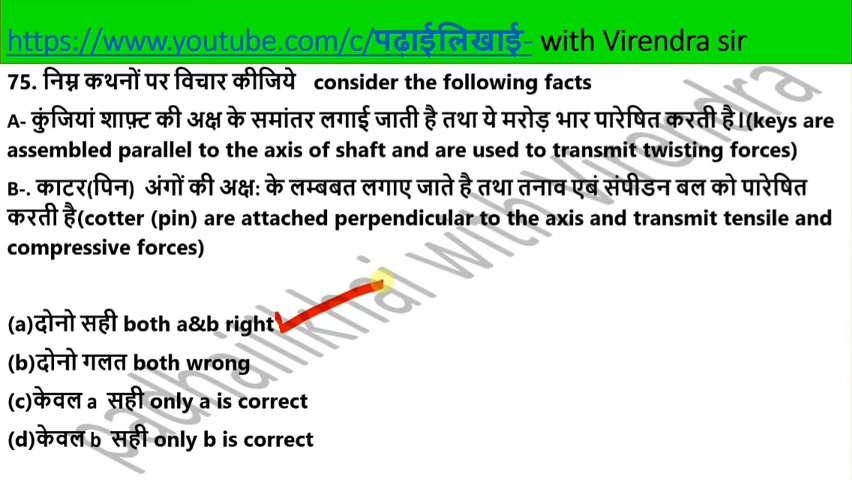 https://www.youtube.com/c/पढ़ाईलिखाई- with Virendra sir
75. निम्न कथनों पर विचार कीजिये consider the following facts
A- कुंजियां शाफ़्ट की अक्ष के समांतर लगाई जाती है तथा ये मरोड़ भार पारेषित करती है।(keys are
assembled parallel to the axis of shaft and are used to transmit twisting forces)
B-. काटर(पिन) अंगों की अक्ष: के लम्बबत लगाए जाते है तथा तनाव एबं संपीडन बल को पारेषित
करती है(cotter (pin) are attached perpendicular to the axis and transmit tensile and
compressive forces)
(a)दोनो सही both a&b right
(b)दोनो गलत both wrong
(c)केवल a सही only a is correct
(d)केवल b सही only b is correct
padhailikhai with Virendra